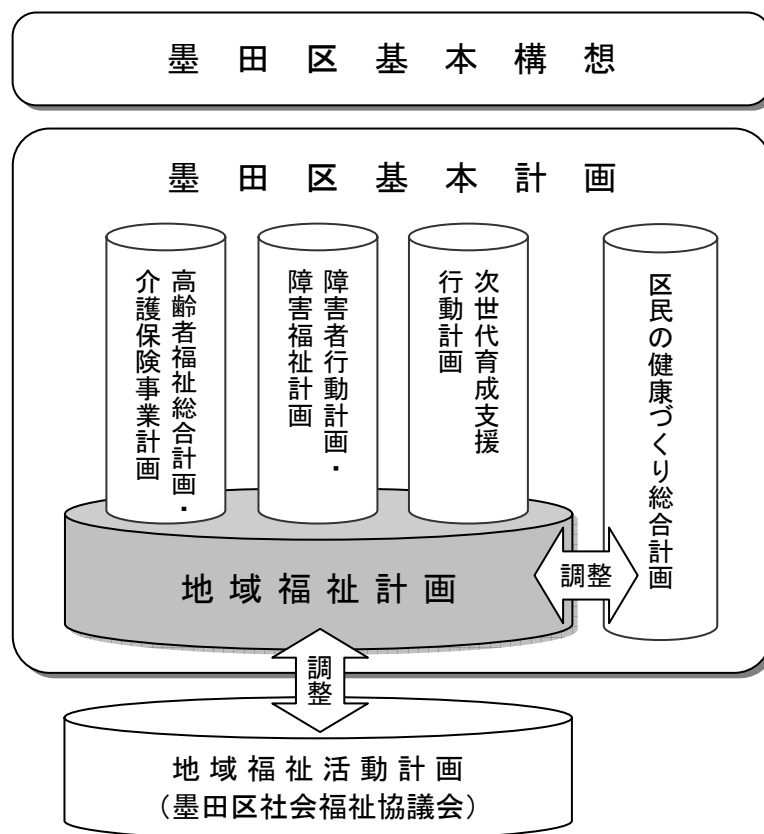 墨田区基本構想
墨田区基本計画
高齢者福祉総合計画・
介護保険事業計画
障害者行動計画・
障害福祉計画
次世代育成支援
行動計画
区民の健康づくり総合計画
地域福祉計画
調整
調整
地域福祉活動計画
（墨田区社会福祉協議会）